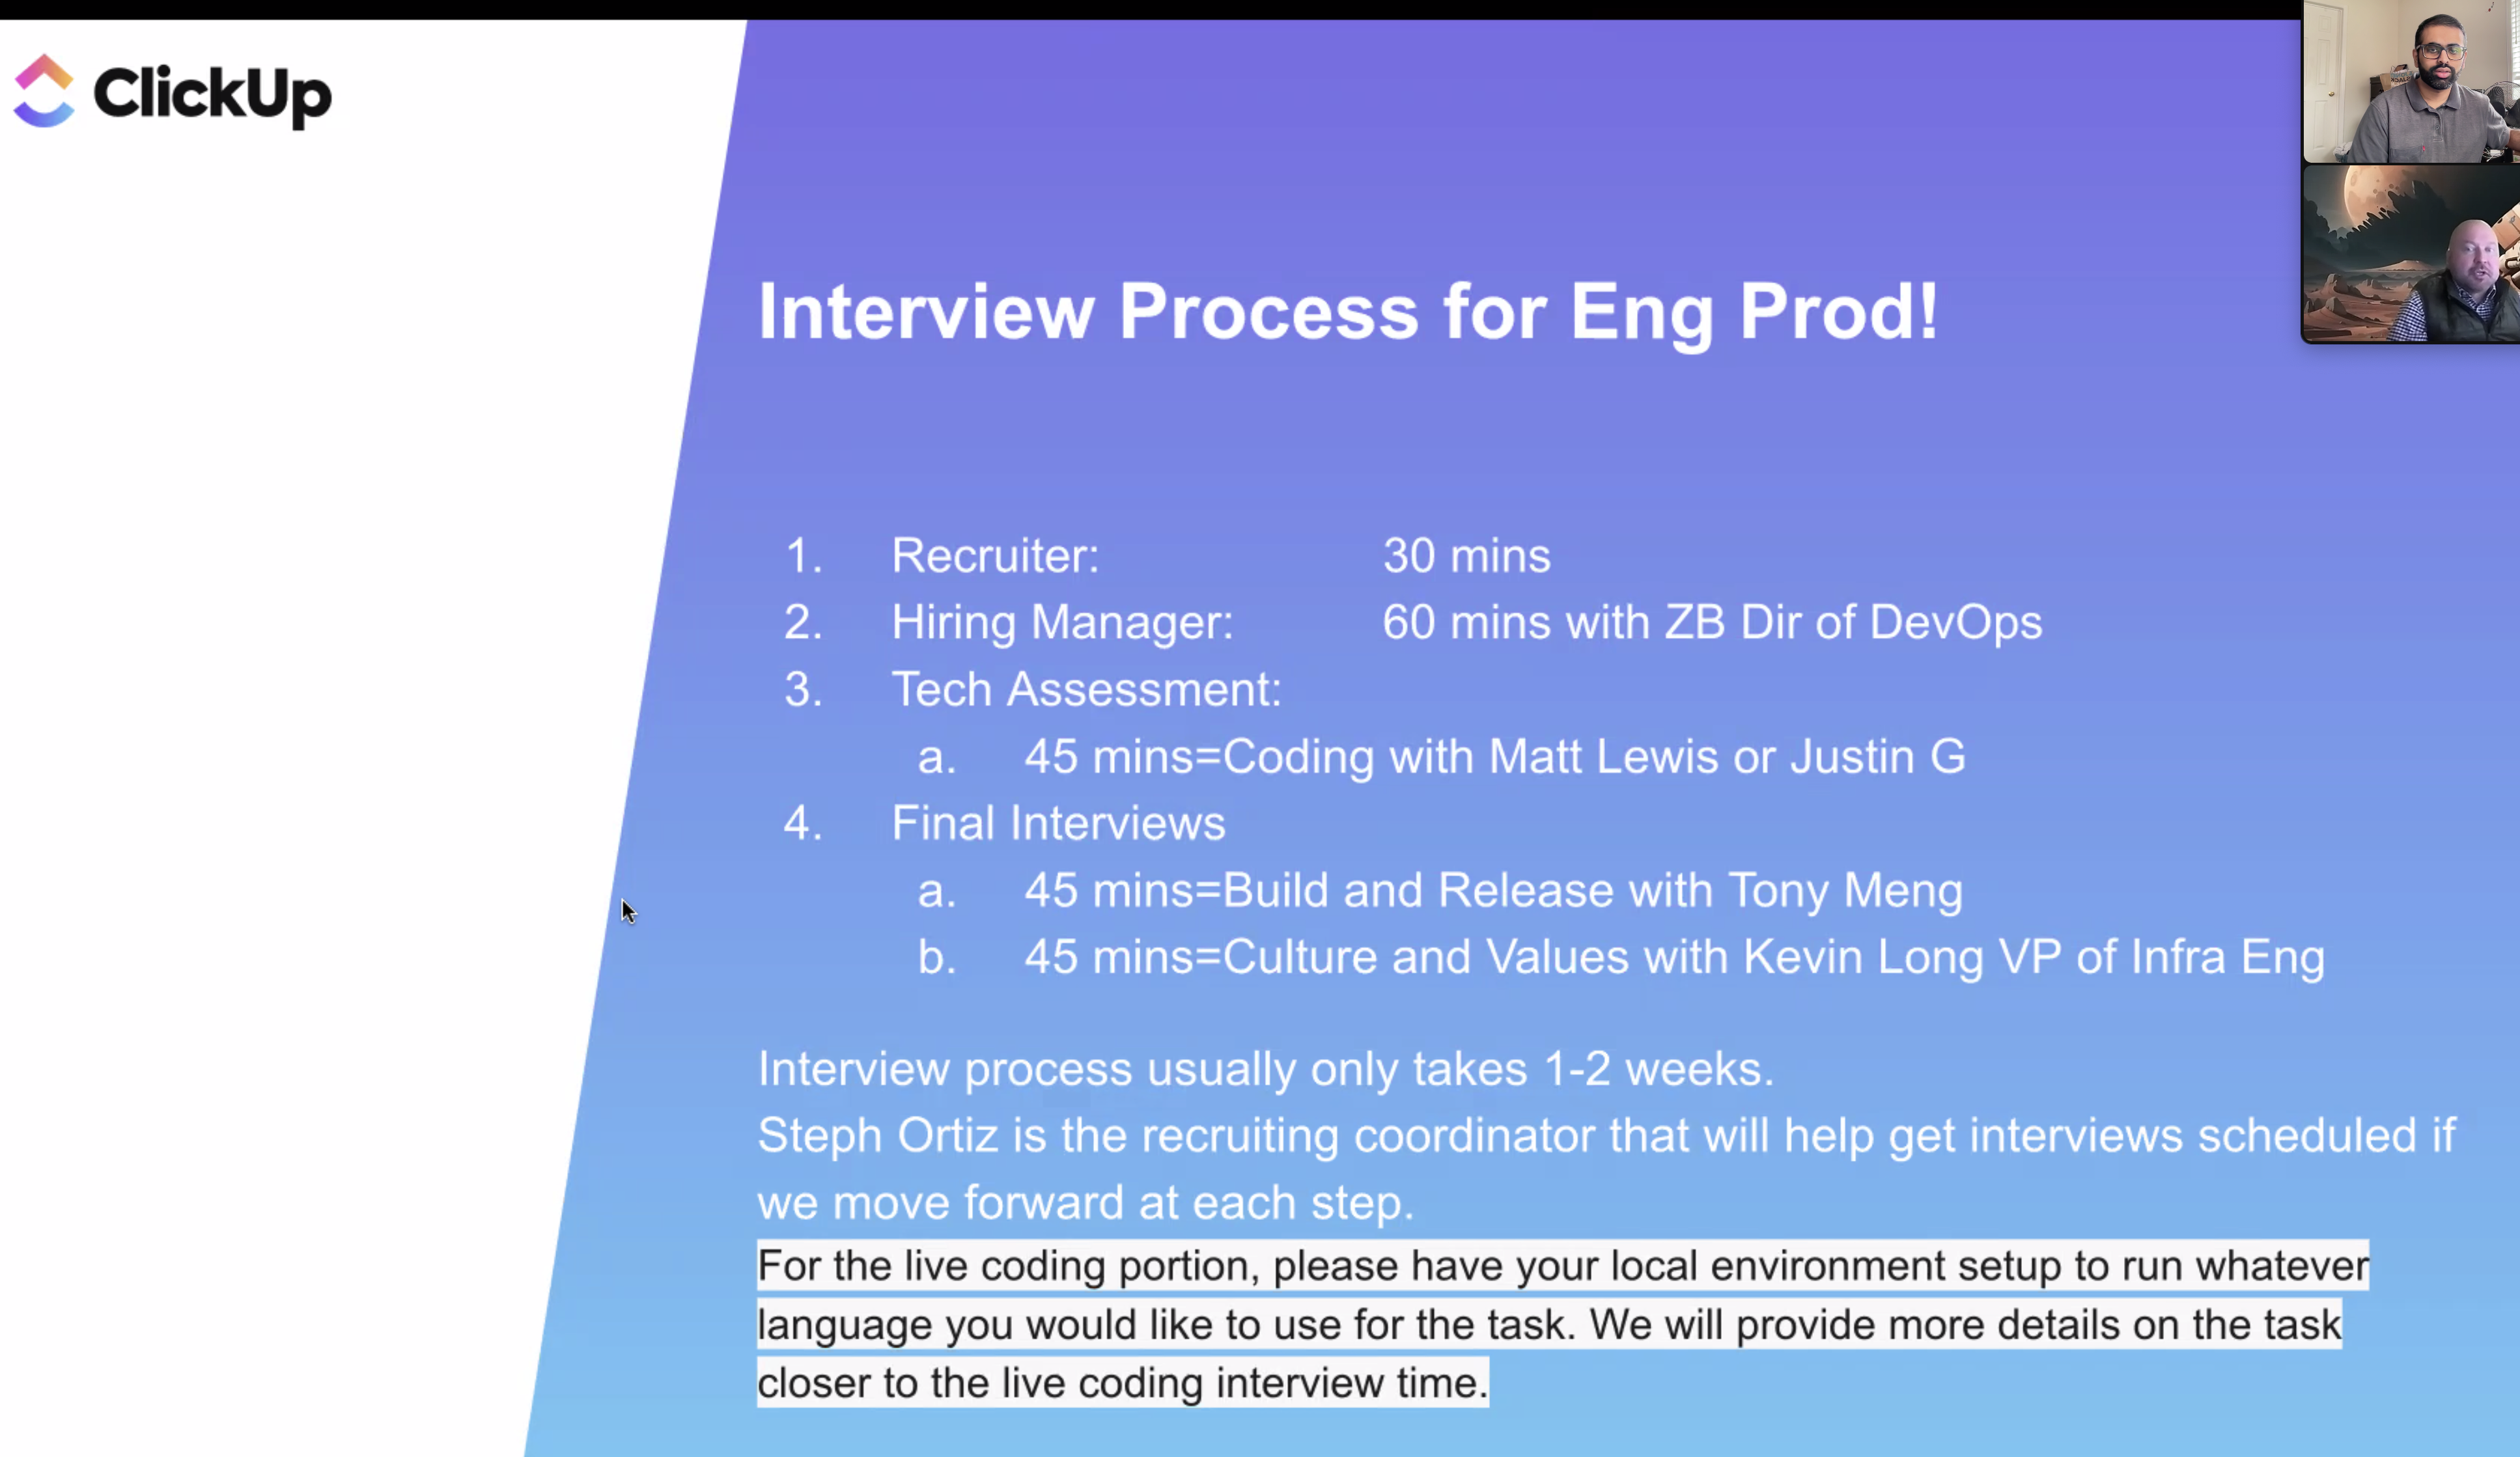 ClickUp
Interview Process for Eng Prod!
1. Recruiter: 30 mins
2. Hiring Manager: 60 mins with ZB Dir of DevOps
3. Tech Assessment:
a. 45 mins=Coding with Matt Lewis or Justin G
4. Final Interviews
a. 45 mins=Build and Release with Tony Meng
b. 45 mins=Culture and Values with Kevin Long VP of Infra Eng
Interview process usually only takes 1-2 weeks.
Steph Ortiz is the recruiting coordinator that will help get interviews scheduled if
we move forward at each step.
For the live coding portion, please have your local environment setup to run whatever
language you would like to use for the task. We will provide more details on the task
closer to the live coding interview time.